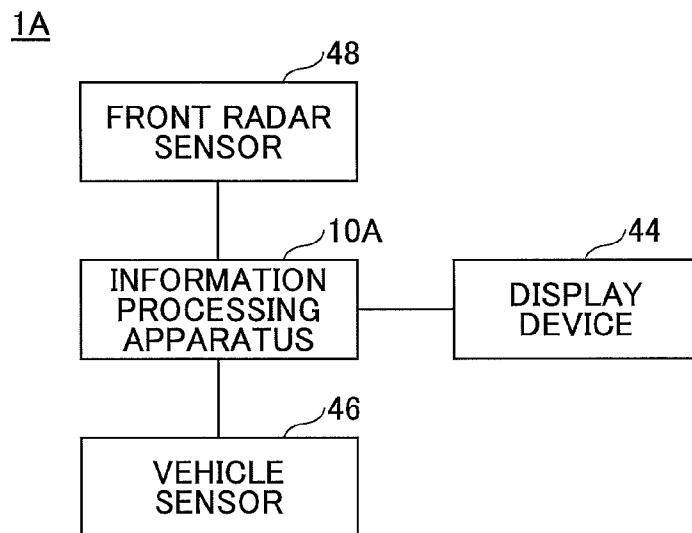 1A
48
FRONT RADAR
SENSOR
10A
INFORMATION
PROCESSING
APPARATUS
44
DISPLAY
DEVICE
46
VEHICLE
SENSOR